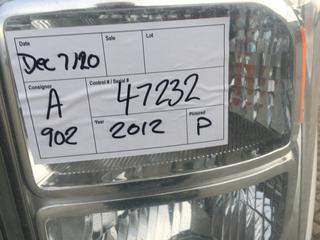 Date Sale Lot
Dec 7/20
Consignor Control # / Serial #
A 47232
Year Pictured
902 2012 P